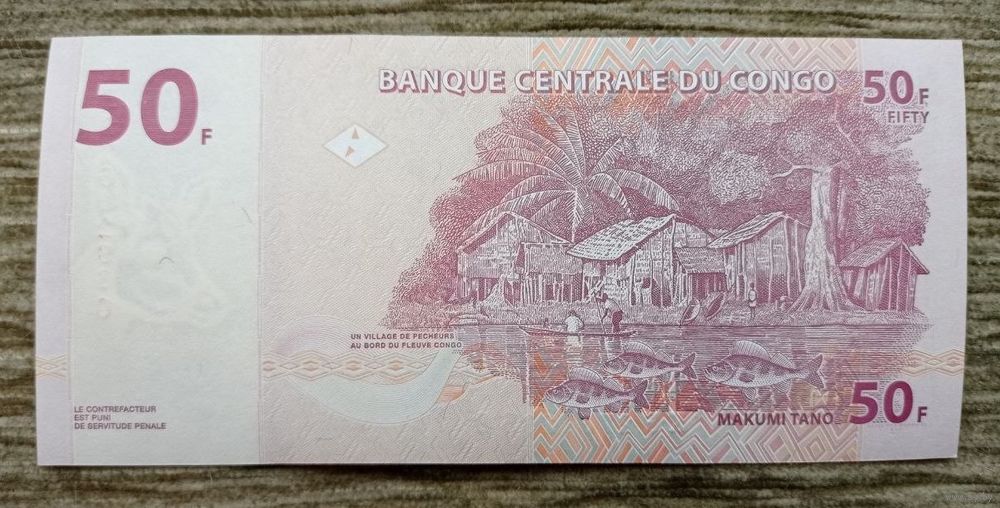 50 F
BANQUE CENTRALE DU CONGO
50 F
FIFTY
UN VILLAGE DE PECHEURS
AU BORD DU FLEUVE CONGO
LE CONTREFACTEUR
EST PUNI
DE SERVITUDE PENALE
MAKUMI TANO
50 F